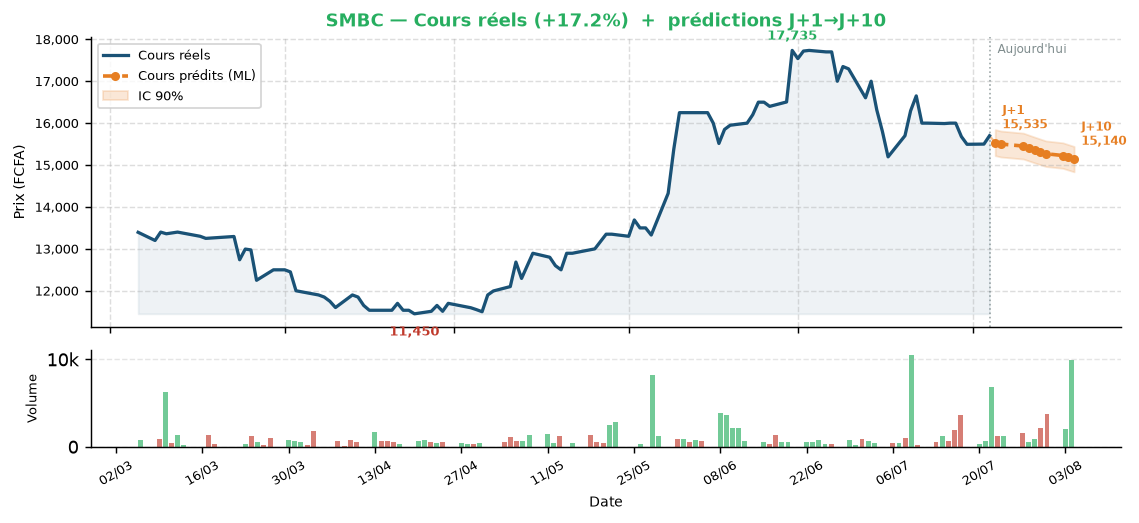 SMBC — Cours réels (+17.2%)  +  prédictions J+1→J+10
17,735
Cours réels
Cours prédits (ML)
IC 90%
Aujourd'hui
J+1
15,535
J+10
15,140
11,450
Prix (FCFA)
18,000
17,000
16,000
15,000
14,000
13,000
12,000
Volume
10k
0
02/03
16/03
30/03
13/04
27/04
11/05
25/05
08/06
22/06
06/07
20/07
03/08
Date